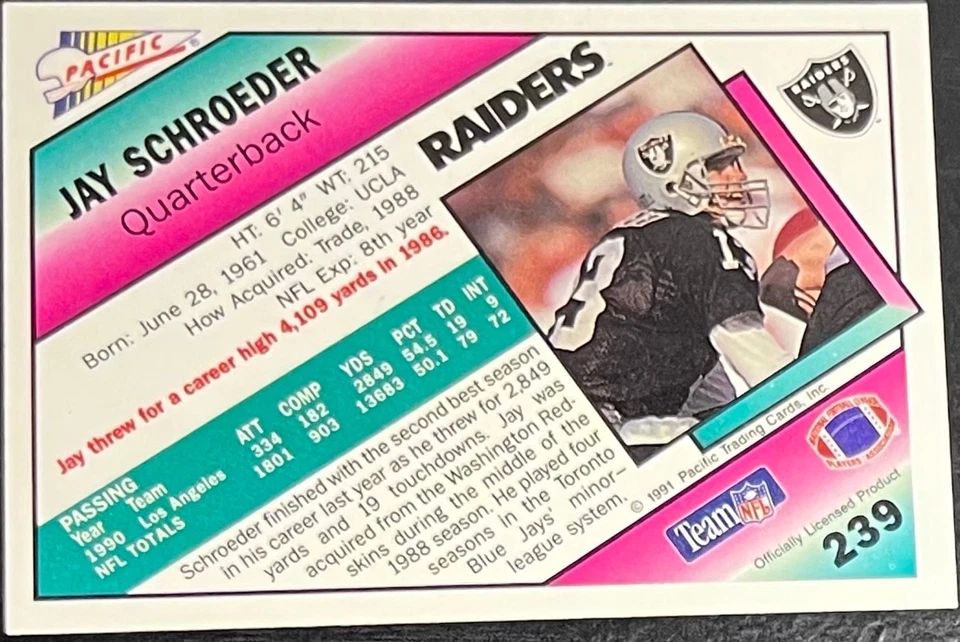 PACIFIC
JAY SCHROEDER
Quarterback
RAIDERS
RAIDERS
HT: 6' 4" WT: 215
Born: June 28, 1961 College: UCLA
How Acquired: Trade, 1988
NFL Exp: 8th year
Jay threw for a career high 4,109 yards in 1986.
PASSING
Year Team ATT COMP YDS PCT TD INT
1990 Los Angeles 334 182 2849 54.5 19 9
NFL TOTALS 1801 903 13683 50.1 79 72
Schroeder finished with the second best season
in his career last year as he threw for 2,849
yards and 19 touchdowns. Jay was
acquired from the Washington Red-
skins during the middle of the
1988 season. He played four
seasons in the Toronto
Blue Jays' minor–
league system.
© 1991 Pacific Trading Cards, Inc.
Team NFL
NATIONAL FOOTBALL LEAGUE
PLAYERS ASSOCIATION
Officially Licensed Product
239